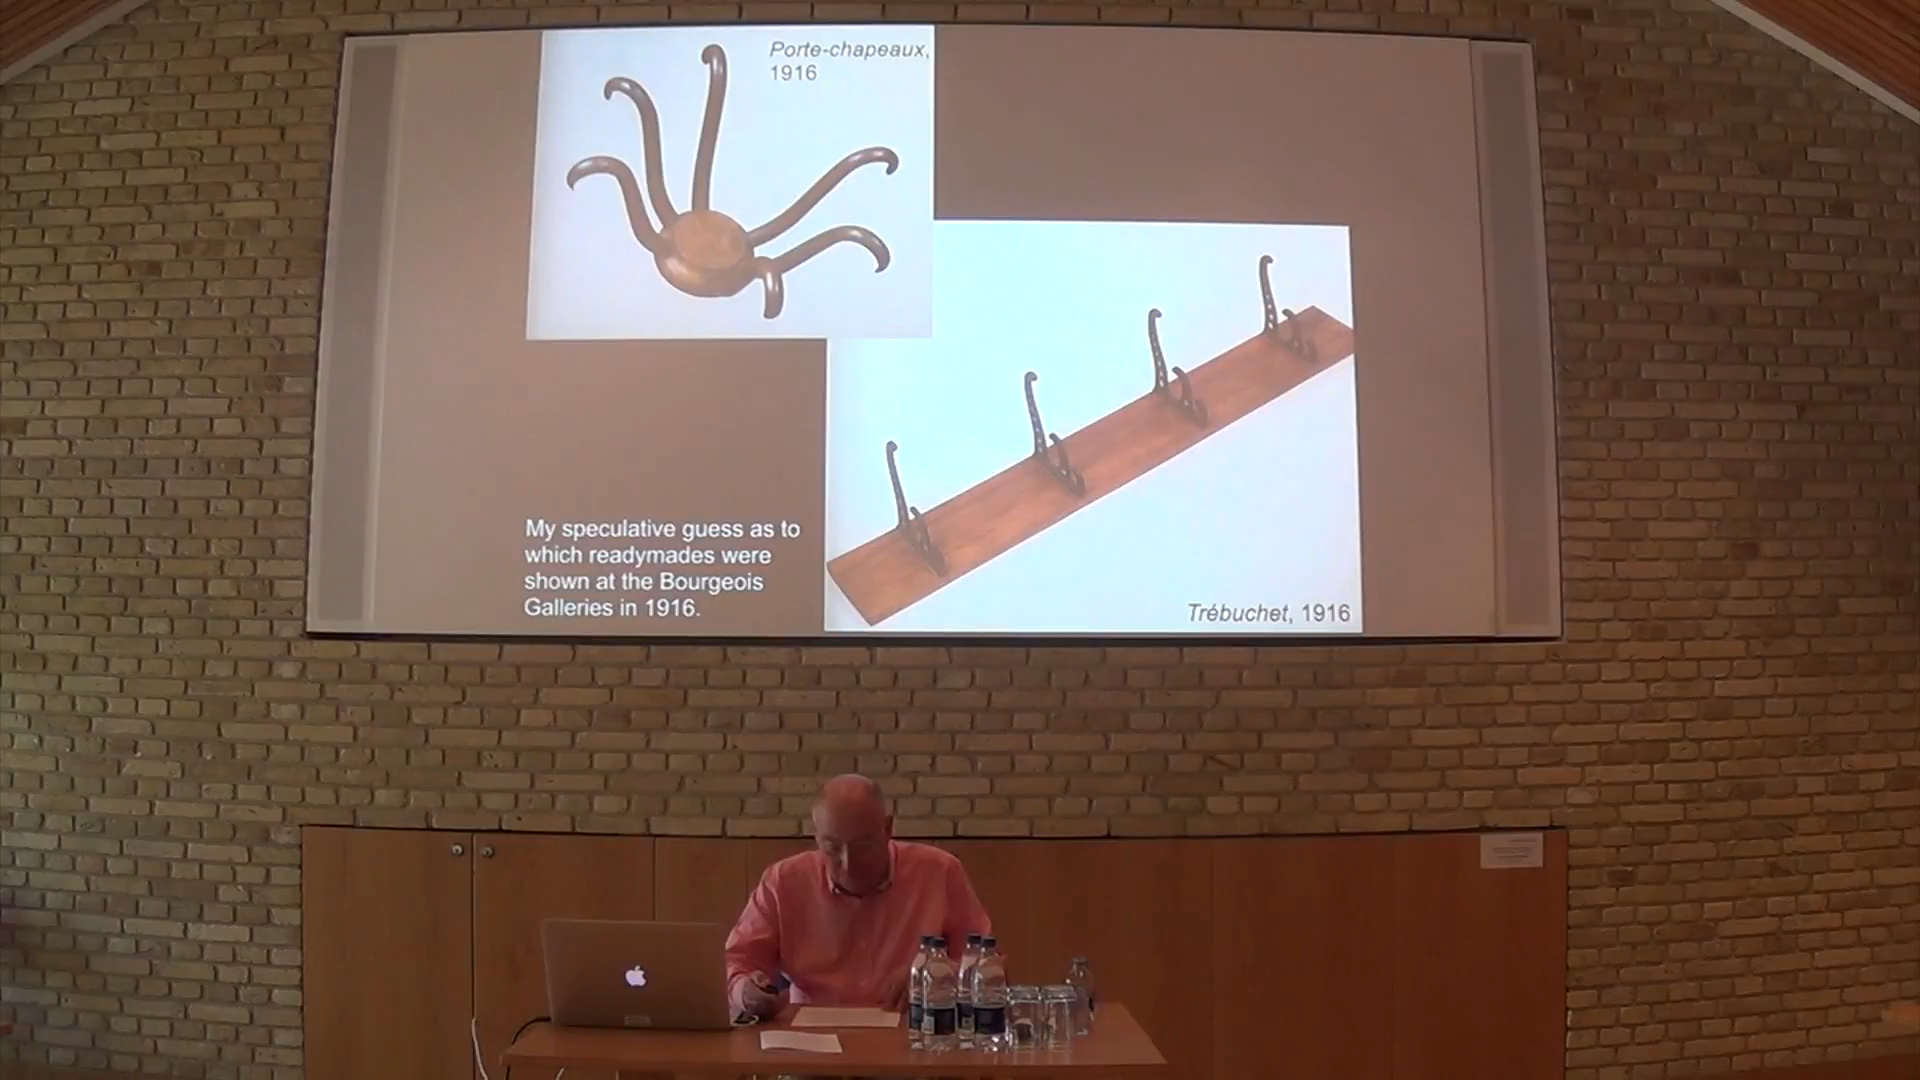 Porte-chapeaux,
1916
My speculative guess as to
which readymades were
shown at the Bourgeois
Galleries in 1916.
Trébuchet, 1916